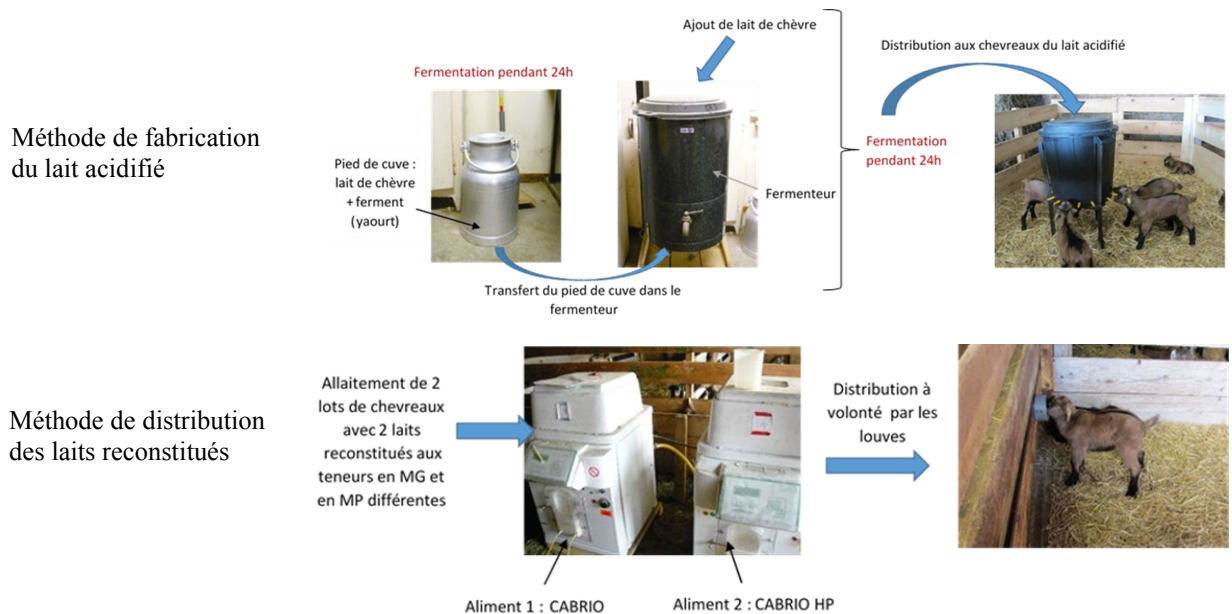 Méthode de fabrication
du lait acidifié
Fermentation pendant 24h
Pied de cuve :
lait de chèvre
+ ferment
(yaourt)
Ajout de lait de chèvre
Fermenteur
Transfert du pied de cuve dans le
fermenteur
Distribution aux chevreaux du lait acidifié
Fermentation
pendant 24h
Méthode de distribution
des laits reconstitués
Allaitement de 2
lots de chevreaux
avec 2 laits
reconstitués aux
teneurs en MG et
en MP différentes
Distribution à
volonté par les
louves
Aliment 1 : CABRIO
Aliment 2 : CABRIO HP